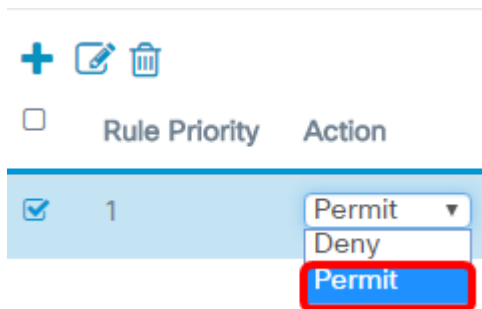 Rule Priority Action
1 Permit
Deny
Permit